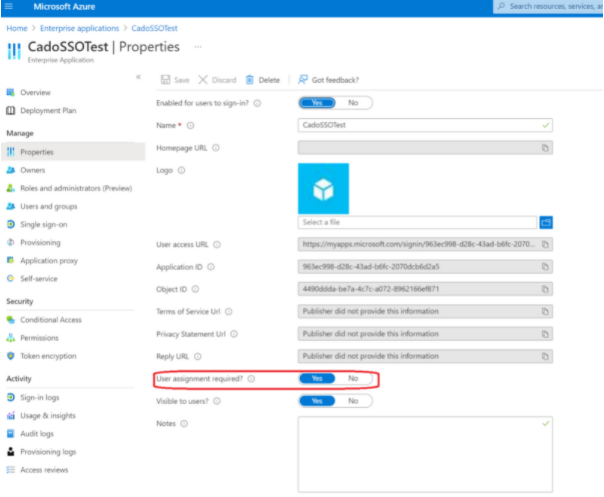 Microsoft Azure
Search resources, services, a
Home > Enterprise applications > CadoSSOTest
CadoSSOTest | Properties ...
Enterprise Application
«
Save Discard Delete Got feedback?
Overview
Deployment Plan
Manage
Properties
Owners
Roles and administrators (Preview)
Users and groups
Single sign-on
Provisioning
Application proxy
Self-service
Security
Conditional Access
Permissions
Token encryption
Activity
Sign-in logs
Usage & insights
Audit logs
Provisioning logs
Access reviews
Enabled for users to sign-in? Yes No
Name * CadoSSOTest
Homepage URL
Logo
Select a file
User access URL https://myapps.microsoft.com/signin/963ec998-d28c-43ad-b6fc-2070...
Application ID 963ec998-d28c-43ad-b6fc-2070dcb6d2a5
Object ID 4490ddda-be7a-4c7c-a072-8962166ef871
Terms of Service Url Publisher did not provide this information
Privacy Statement Url Publisher did not provide this information
Reply URL Publisher did not provide this information
User assignment required? Yes No
Visible to users? Yes No
Notes